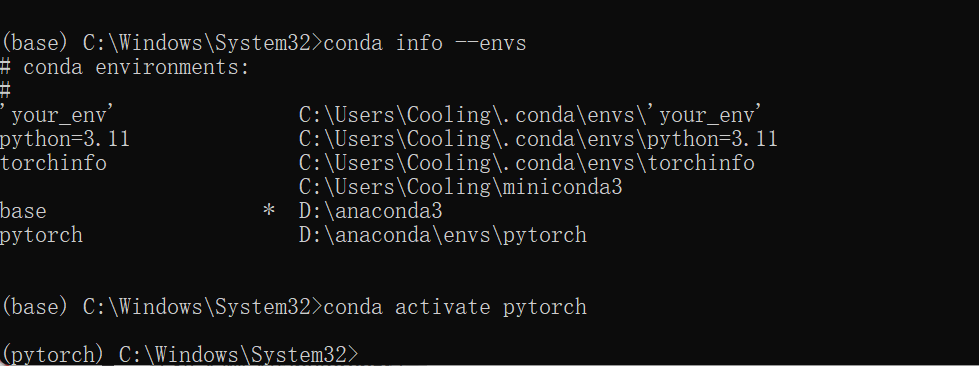 (base) C:\Windows\System32>conda info --envs
# conda environments:
#
'your_env'                C:\Users\Cooling\.conda\envs\'your_env'
python=3.11               C:\Users\Cooling\.conda\envs\python=3.11
torchinfo                 C:\Users\Cooling\.conda\envs\torchinfo
                          C:\Users\Cooling\miniconda3
base                   *  D:\anaconda3
pytorch                   D:\anaconda\envs\pytorch
(base) C:\Windows\System32>conda activate pytorch
(pytorch) C:\Windows\System32>